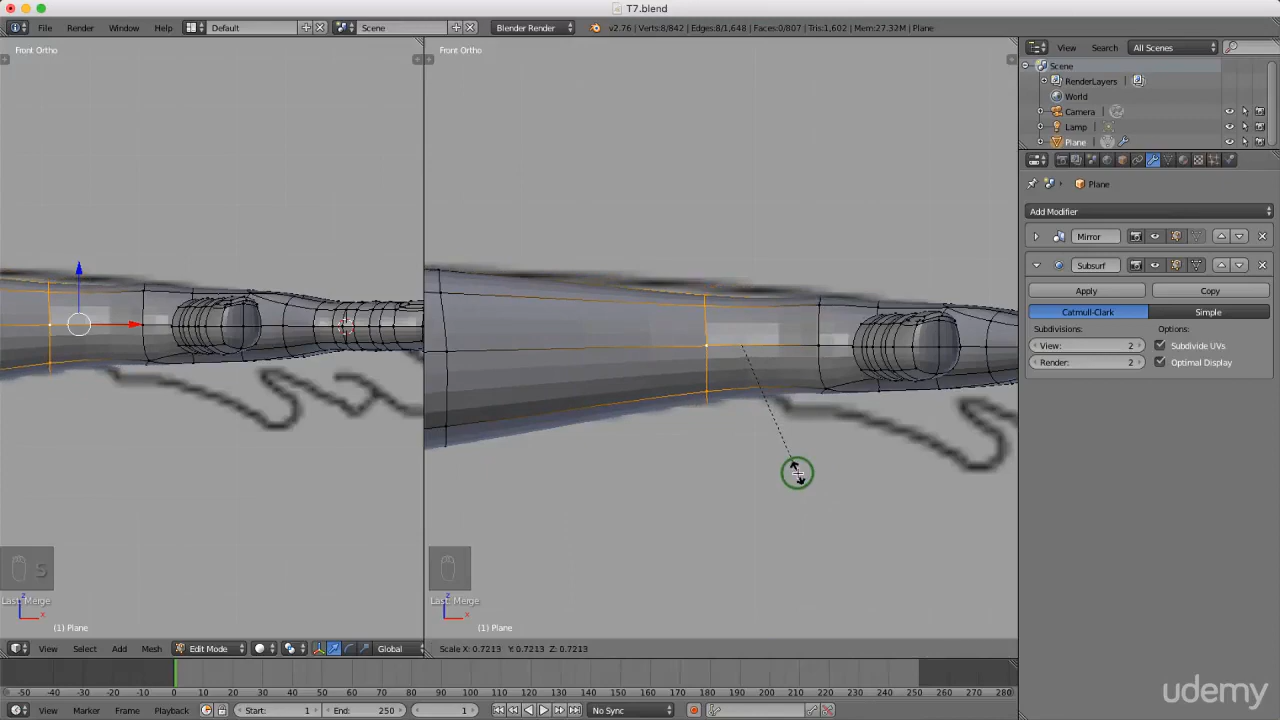 T7.blend
File Render Window Help Default Scene Blender Render v2.76 | Verts:8/842 | Edges:8/1,648 | Faces:0/807 | Tris:1,602 | Mem:27.32M | Plane
Front Ortho
Front Ortho
View Search All Scenes
Scene
RenderLayers
World
Camera
Lamp
Plane
Plane
Add Modifier
Mirror
Subsurf
Apply Copy
Catmull-Clark Simple
Subdivisions: Options:
View: 2 Subdivide UVs
Render: 2 Optimal Display
S
Last: Merge
Last: Merge
z
x
z
x
(1) Plane
(1) Plane
View Select Add Mesh Edit Mode Global Scale X: 0.7213 Y: 0.7213 Z: 0.7213
-50 -40 -30 -20 -10 0 10 20 30 40 50 60 70 80 90 100 110 120 130 140 150 160 170 180 190 200 210 220 230 240 250 260 270 280
View Marker Frame Playback Start: 1 End: 250 1 No Sync
udemy